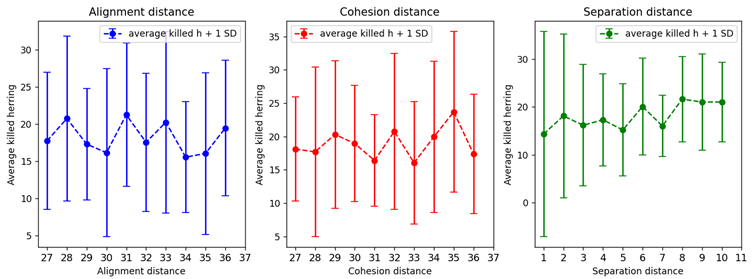 Alignment distance
average killed h + 1 SD
Average killed herring
30
25
20
15
10
5
27 28 29 30 31 32 33 34 35 36 37
Alignment distance
Cohesion distance
average killed h + 1 SD
Average killed herring
35
30
25
20
15
10
5
27 28 29 30 31 32 33 34 35 36 37
Cohesion distance
Separation distance
average killed h + 1 SD
Average killed herring
30
20
10
0
1 2 3 4 5 6 7 8 9 10 11
Separation distance